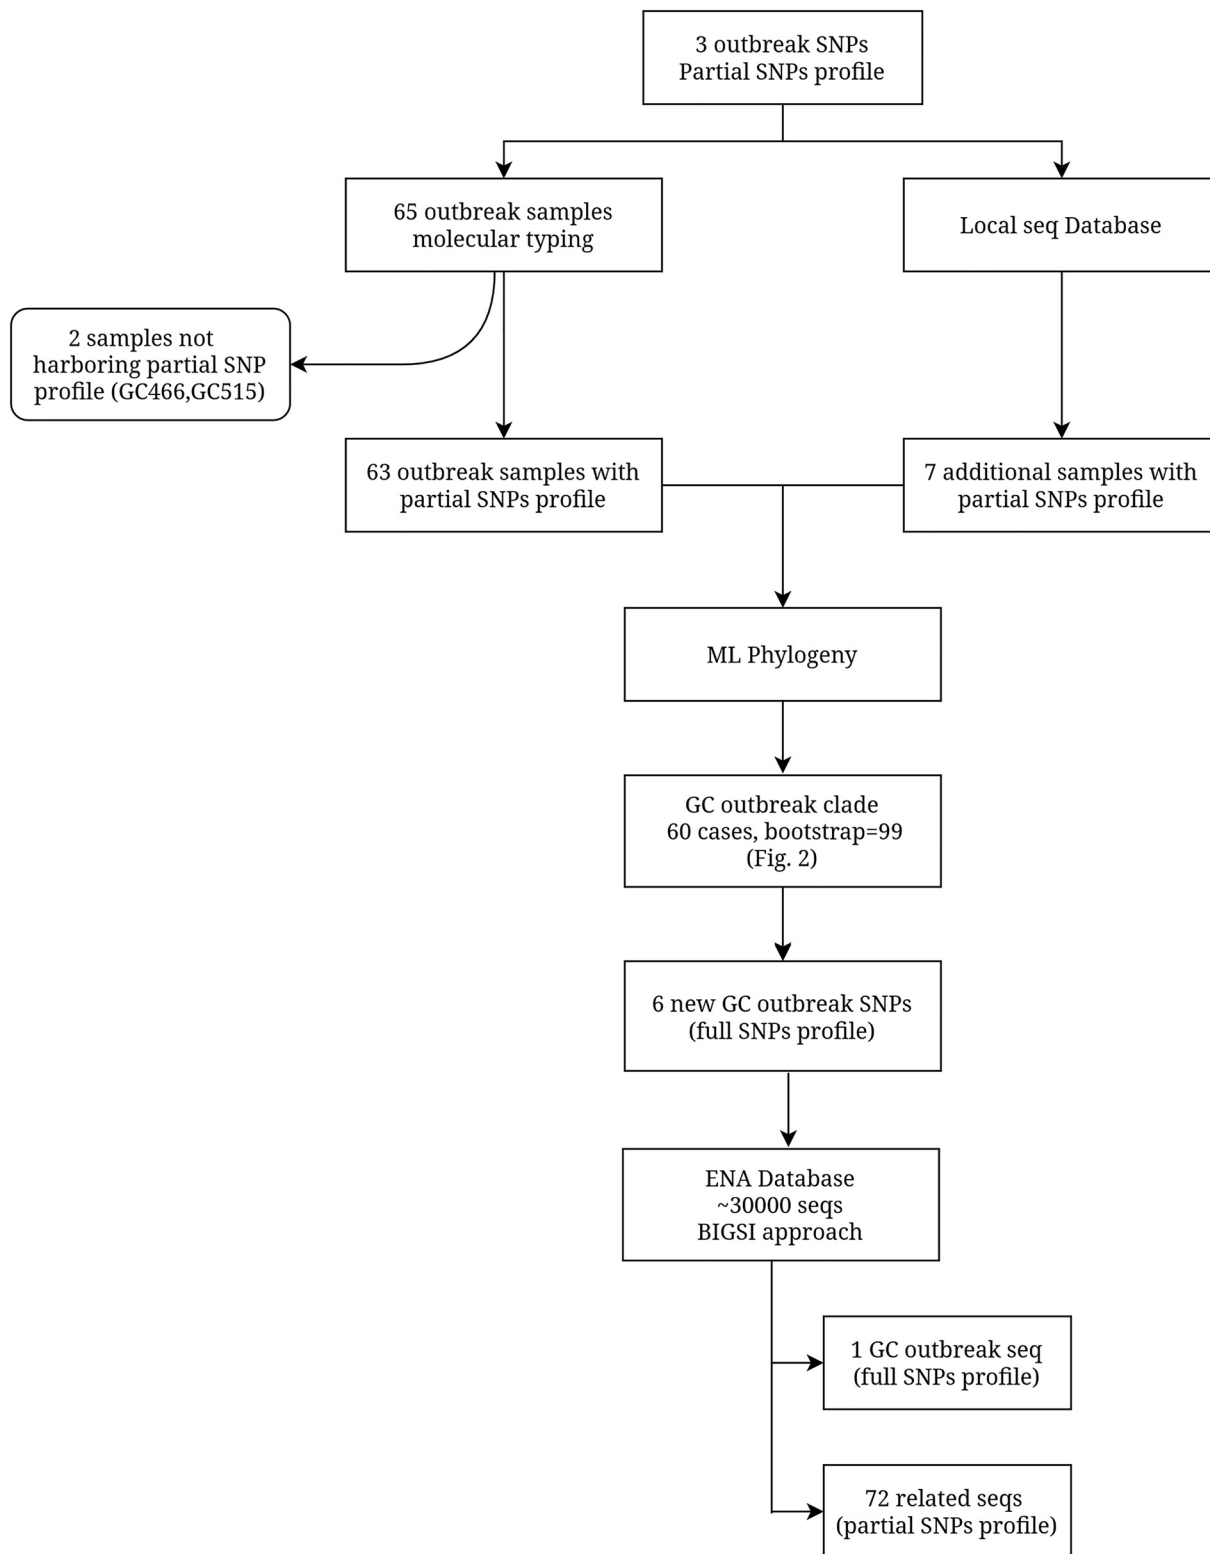 3 outbreak SNPs
Partial SNPs profile
65 outbreak samples
molecular typing
Local seq Database
2 samples not
harboring partial SNP
profile (GC466,GC515)
63 outbreak samples with
partial SNPs profile
7 additional samples with
partial SNPs profile
ML Phylogeny
GC outbreak clade
60 cases, bootstrap=99
(Fig. 2)
6 new GC outbreak SNPs
(full SNPs profile)
ENA Database
~30000 seqs
BIGSI approach
1 GC outbreak seq
(full SNPs profile)
72 related seqs
(partial SNPs profile)